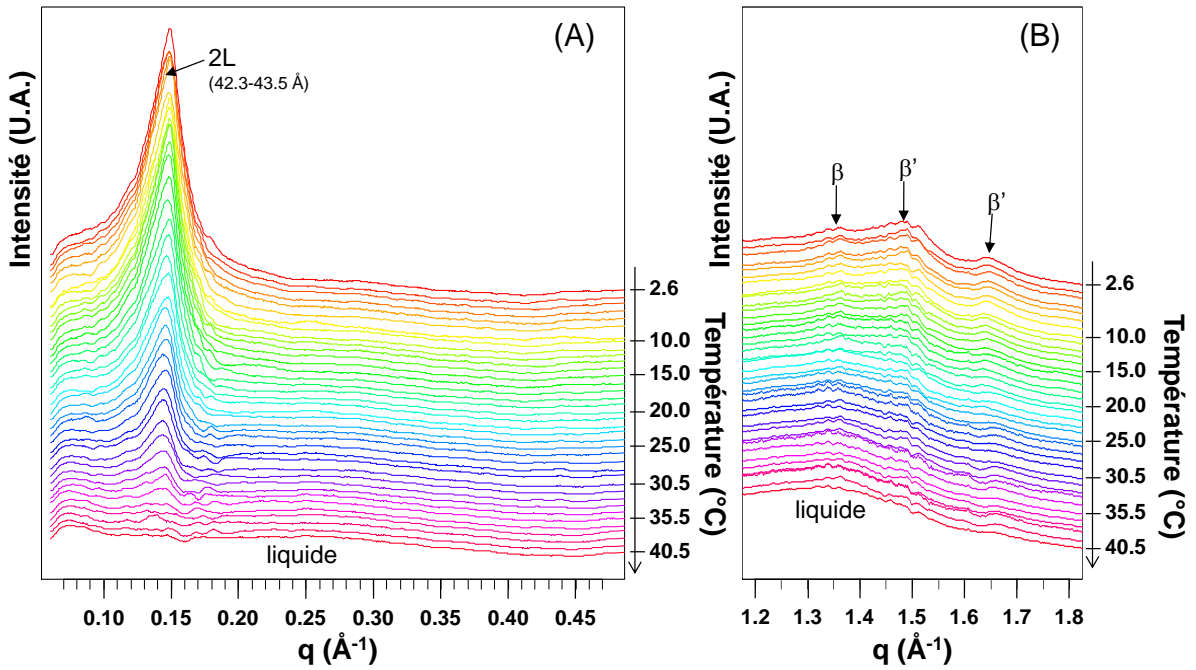 (A)
2L
(42.3-43.5 Å)
Intensité (U.A.)
2.6
10.0
15.0
20.0
25.0
30.5
35.5
40.5
Température (°C)
liquide
0.10 0.15 0.20 0.25 0.30 0.35 0.40 0.45
q (Å-1)
(B)
Intensité (U.A.)
β β’ β’
2.6
10.0
15.0
20.0
25.0
30.5
35.5
40.5
Température (°C)
liquide
1.2 1.3 1.4 1.5 1.6 1.7 1.8
q (Å-1)